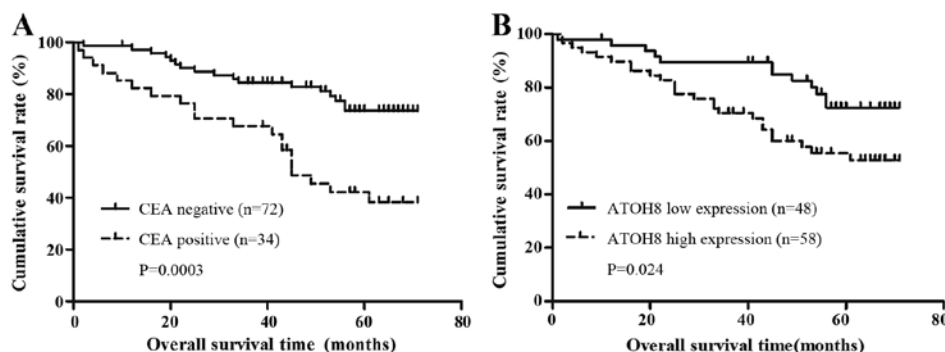 A
Cumulative survival rate (%)
100
80
60
40
20
0
CEA negative (n=72)
CEA positive (n=34)
P=0.0003
0 20 40 60 80
Overall survival time (months)
B
Cumulative survival rate (%)
100
80
60
40
20
0
ATOH8 low expression (n=48)
ATOH8 high expression (n=58)
P=0.024
0 20 40 60 80
Overall survival time(months)